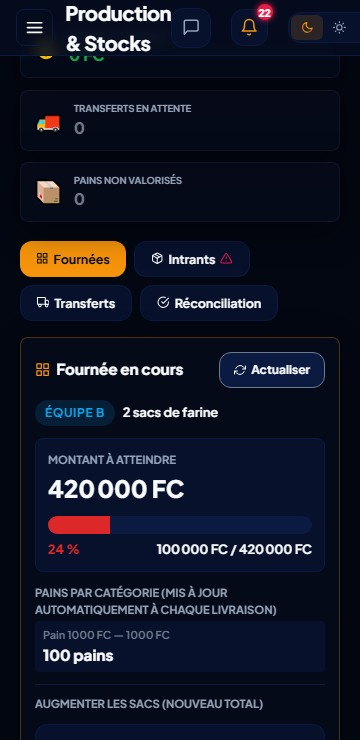 Production
& Stocks
22
0 FC
TRANSFERTS EN ATTENTE
0
PAINS NON VALORISÉS
0
Fournées
Intrants
Transferts
Réconciliation
Fournée en cours
Actualiser
ÉQUIPE B
2 sacs de farine
MONTANT À ATTEINDRE
420 000 FC
24 %
100 000 FC / 420 000 FC
PAINS PAR CATÉGORIE (MIS À JOUR
AUTOMATIQUEMENT À CHAQUE LIVRAISON)
Pain 1000 FC — 1000 FC
100 pains
AUGMENTER LES SACS (NOUVEAU TOTAL)